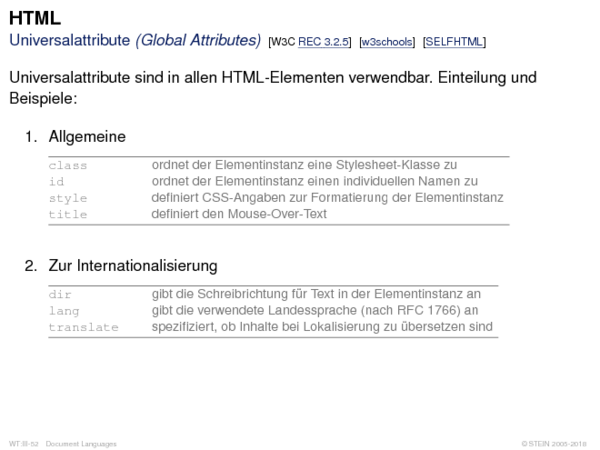 HTML
Universalattribute (Global Attributes) [W3C REC 3.2.5] [w3schools] [SELFHTML]
Universalattribute sind in allen HTML-Elementen verwendbar. Einteilung und
Beispiele:
1. Allgemeine
class ordnet der Elementinstanz eine Stylesheet-Klasse zu
id ordnet der Elementinstanz einen individuellen Namen zu
style definiert CSS-Angaben zur Formatierung der Elementinstanz
title definiert den Mouse-Over-Text
2. Zur Internationalisierung
dir gibt die Schreibrichtung für Text in der Elementinstanz an
lang gibt die verwendete Landessprache (nach RFC 1766) an
translate spezifiziert, ob Inhalte bei Lokalisierung zu übersetzen sind
WT:III-52 Document Languages © STEIN 2005-2018